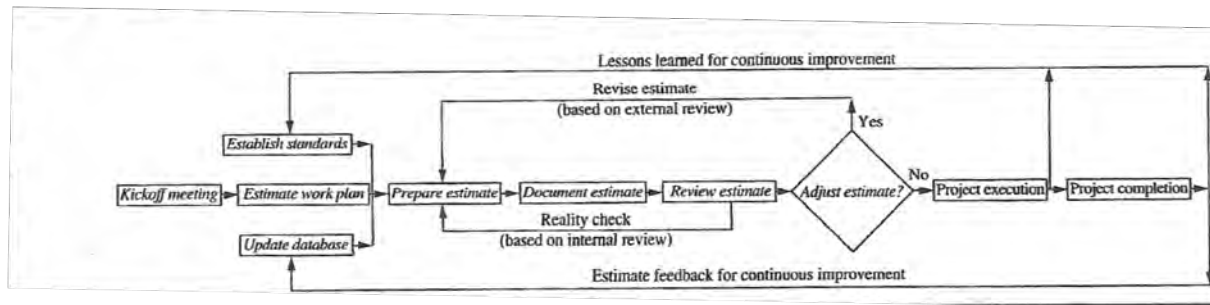 Lessons learned for continuous improvement
Revise estimate
(based on external review)
Yes
Establish standards
No
Kickoff meeting
Estimate work plan
Prepare estimate
Document estimate
Review estimate
Adjust estimate?
Project execution
Project completion
Reality check
(based on internal review)
Update database
Estimate feedback for continuous improvement